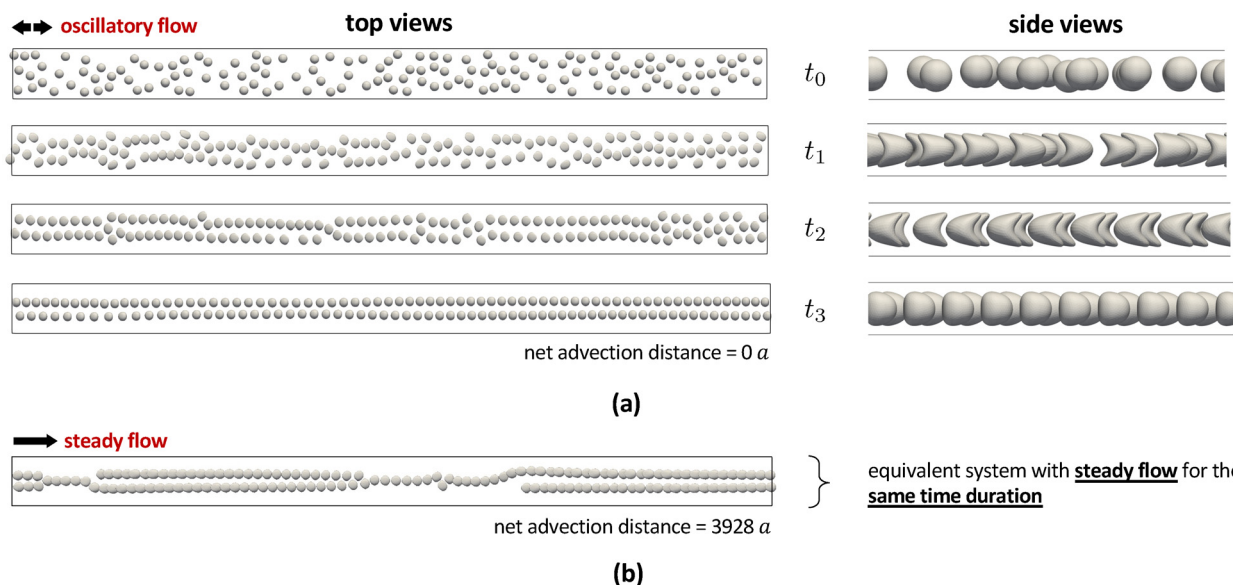 top views
side views
oscillatory flow
t0
t1
t2
t3
net advection distance = 0 a
(a)
steady flow
equivalent system with steady flow for the
same time duration
net advection distance = 3928 a
(b)